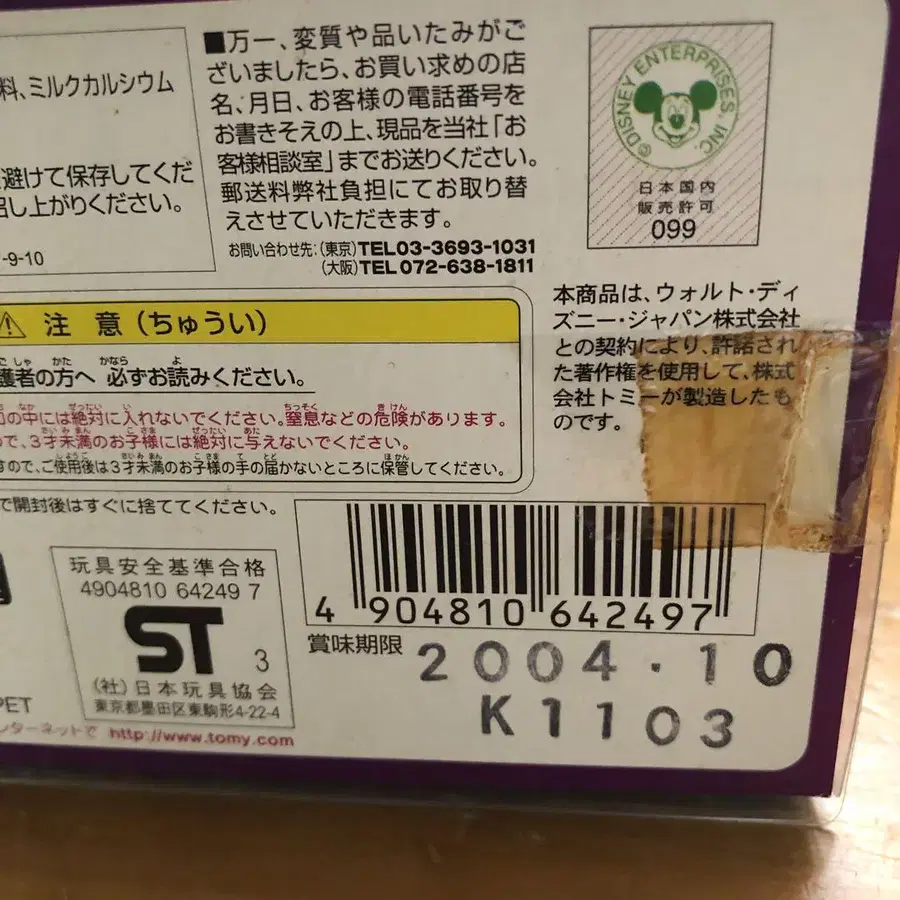 料、ミルクカルシウム
避けて保存してくだ
召し上がりください。
-9-10
■万一、変質や品いたみがご
ざいましたら、お買い求めの店
名、月日、お客様の電話番号を
お書きそえの上、現品を当社「お
客様相談室」までお送りください。
郵送料弊社負担にてお取り替
えさせていただきます。
お問い合わせ先:(東京)TEL03-3693-1031
(大阪)TEL072-638-1811
©DISNEY ENTERPRISES, INC.
日本国内
販売許可
099
本商品は、ウォルト・ディ
ズニー・ジャパン株式会社
との契約により、許諾され
た著作権を使用して、株式
会社トミーが製造したも
のです。
注 意(ちゅうい)
護者の方へ 必ずお読みください。
の中には絶対に入れないでください。窒息などの危険があります。
ので、3才未満のお子様には絶対に与えないでください。
すので、ご使用後は3才未満のお子様の手の届かないところに保管してください。
で開封後はすぐに捨ててください。
玩具安全基準合格
4904810 64249 7
ST 3
(社)日本玩具協会
東京都墨田区東駒形4-22-4
4 904810 642497
賞味期限 2004.10
K1103
PET
ンターネットで http://www.tomy.com